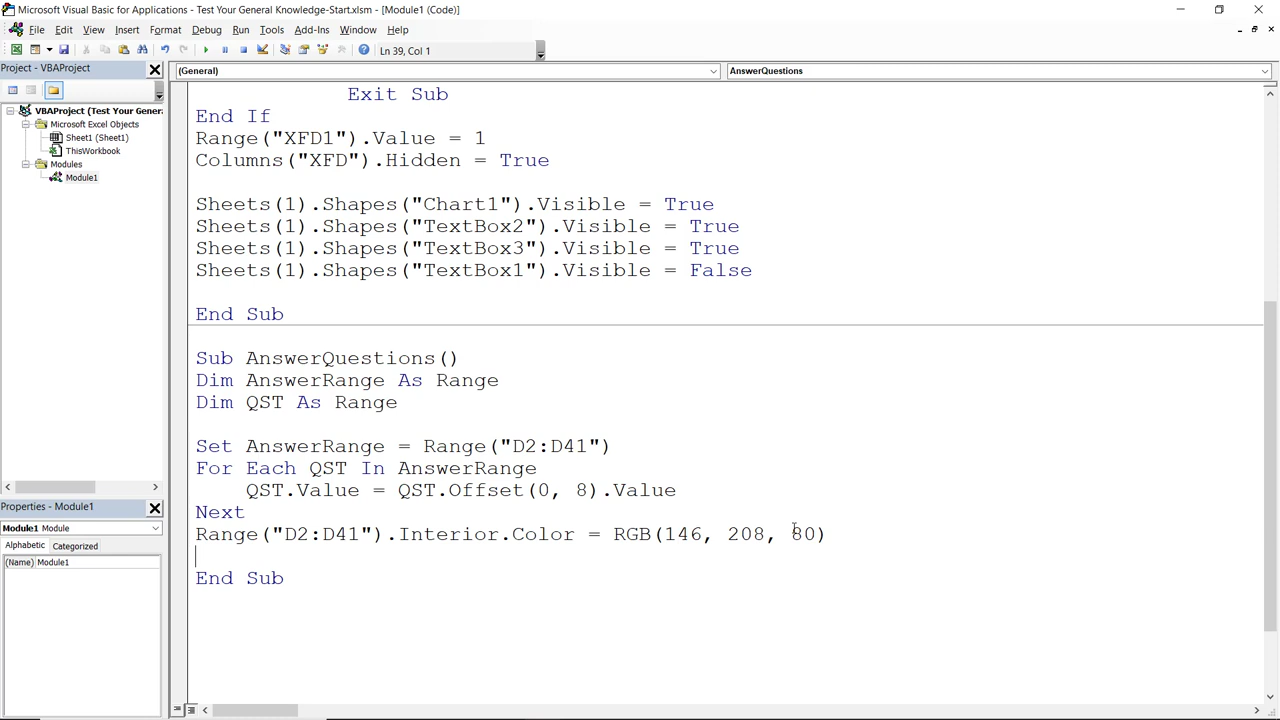 Microsoft Visual Basic for Applications - Test Your General Knowledge-Start.xlsm - [Module1 (Code)]
File Edit View Insert Format Debug Run Tools Add-Ins Window Help
Ln 39, Col 1
Project - VBAProject
(General) AnswerQuestions
VBAProject (Test Your Gener
Microsoft Excel Objects
Sheet1 (Sheet1)
ThisWorkbook
Modules
Module1
Exit Sub
End If
Range("XFD1").Value = 1
Columns("XFD").Hidden = True
Sheets(1).Shapes("Chart1").Visible = True
Sheets(1).Shapes("TextBox2").Visible = True
Sheets(1).Shapes("TextBox3").Visible = True
Sheets(1).Shapes("TextBox1").Visible = False
End Sub
Sub AnswerQuestions()
Dim AnswerRange As Range
Dim QST As Range
Set AnswerRange = Range("D2:D41")
For Each QST In AnswerRange
QST.Value = QST.Offset(0, 8).Value
Next
Range("D2:D41").Interior.Color = RGB(146, 208, 80)
End Sub
Properties - Module1
Module1 Module
Alphabetic Categorized
(Name) Module1